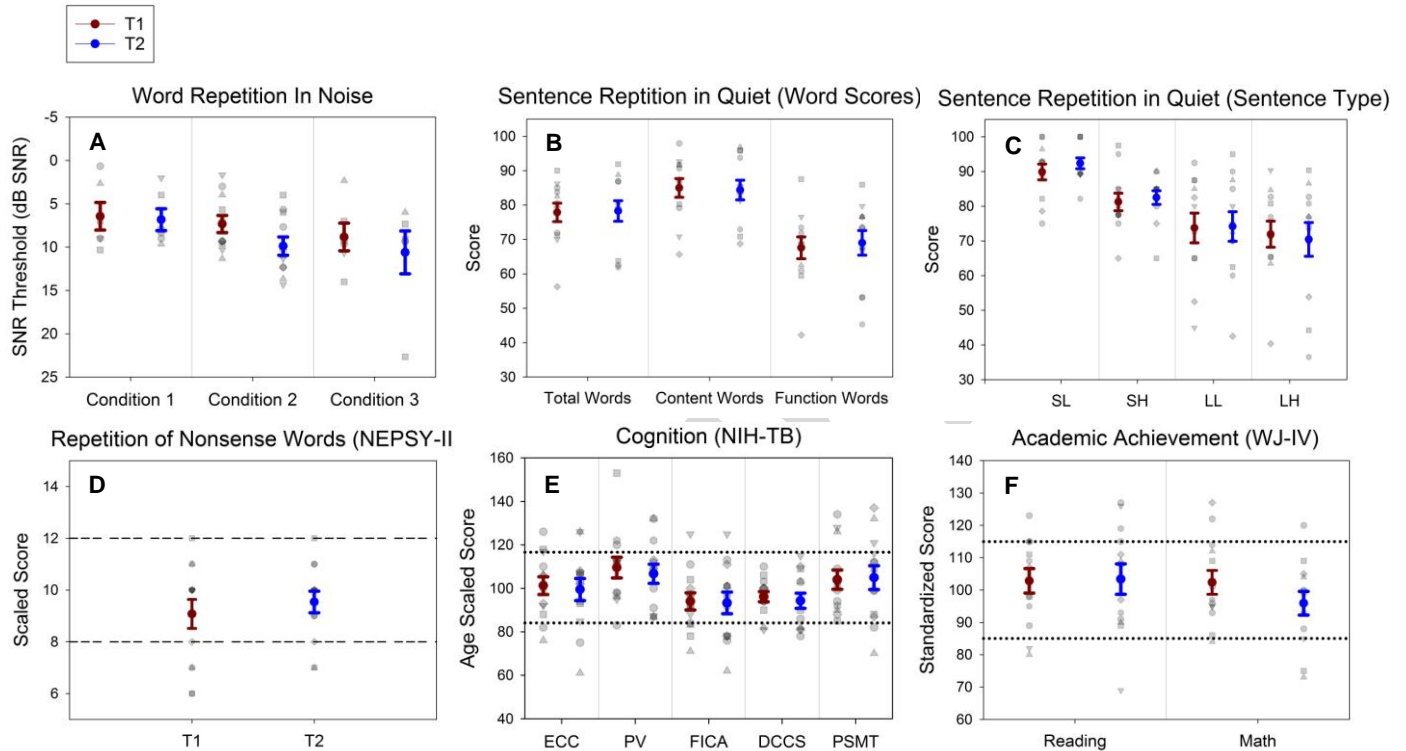 T1
T2
Word Repetition In Noise
A
SNR Threshold (dB SNR)
-5
0
5
10
15
20
25
Condition 1 Condition 2 Condition 3
Sentence Reptition in Quiet (Word Scores)
B
Score
100
90
80
70
60
50
40
30
Total Words Content Words Function Words
Sentence Repetition in Quiet (Sentence Type)
C
Score
100
90
80
70
60
50
40
30
SL SH LL LH
Repetition of Nonsense Words (NEPSY-II
D
Scaled Score
14
12
10
8
6
T1 T2
Cognition (NIH-TB)
E
Age Scaled Score
160
140
120
100
80
60
40
ECC PV FICA DCCS PSMT
Academic Achievement (WJ-IV)
F
Standardized Score
140
130
120
110
100
90
80
70
60
Reading Math